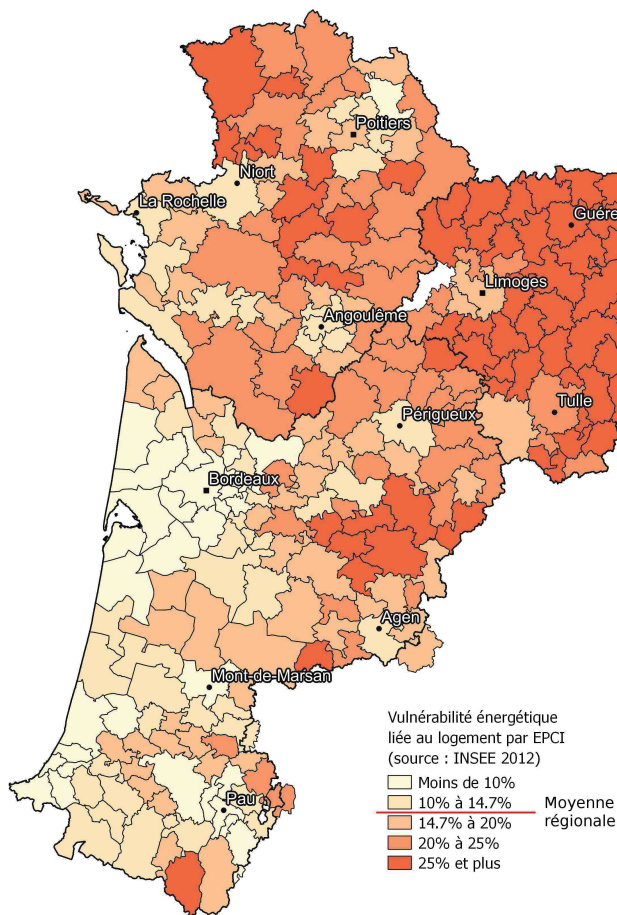 Poitiers
Niort
La Rochelle
Guéret
Limoges
Angoulême
Tulle
Périgueux
Bordeaux
Agen
Mont-de-Marsan
Pau
Vulnérabilité énergétique
liée au logement par EPCI
(source : INSEE 2012)
Moins de 10%
10% à 14.7%
14.7% à 20%
20% à 25%
25% et plus
Moyenne
régionale